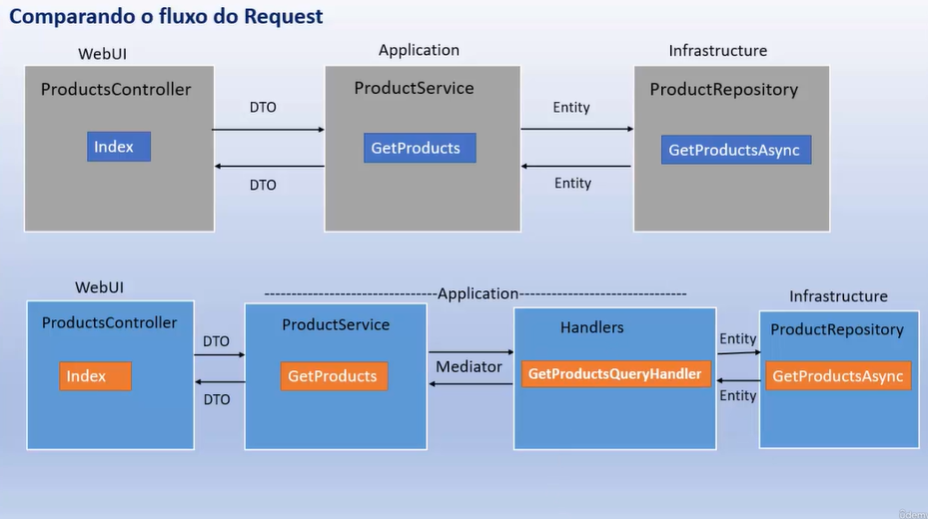 Comparando o fluxo do Request
WebUI
Application
Infrastructure
ProductsController
ProductService
ProductRepository
DTO
Entity
Index
GetProducts
GetProductsAsync
DTO
Entity
WebUI
Application
Infrastructure
ProductsController
ProductService
Handlers
ProductRepository
DTO
Mediator
Entity
Index
GetProducts
GetProductsQueryHandler
GetProductsAsync
DTO
Entity